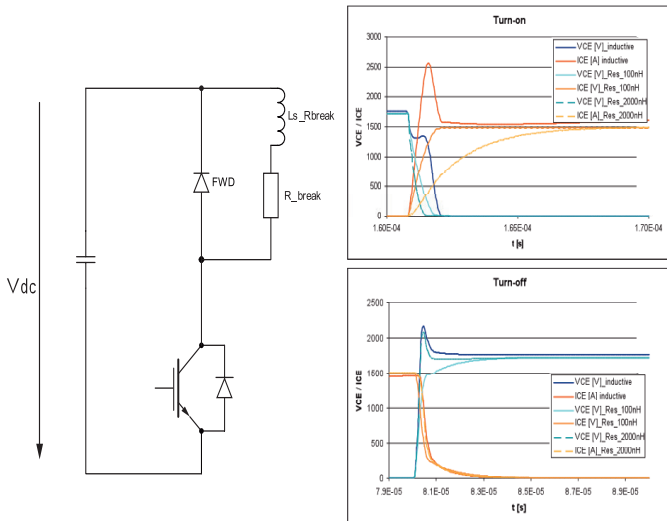 Vdc
FWD
Ls_Rbreak
R_break
Turn-on
VCE / ICE
3000
2500
2000
1500
1000
500
0
1.60E-04
1.65E-04
1.70E-04
t [s]
VCE [V]_inductive
ICE [A] inductive
VCE [V]_Res_100nH
ICE [V]_Res_100nH
VCE [V]_Res_2000nH
ICE [A]_Res_2000nH
Turn-off
VCE / ICE
2500
2000
1500
1000
500
0
7.9E-05
8.1E-05
8.3E-05
8.5E-05
8.7E-05
8.9E-05
t [s]
VCE [V]_inductive
ICE [A] inductive
VCE [V]_Res_100nH
ICE [V]_Res_100nH
VCE [V]_Res_2000nH
ICE [A]_Res_2000nH